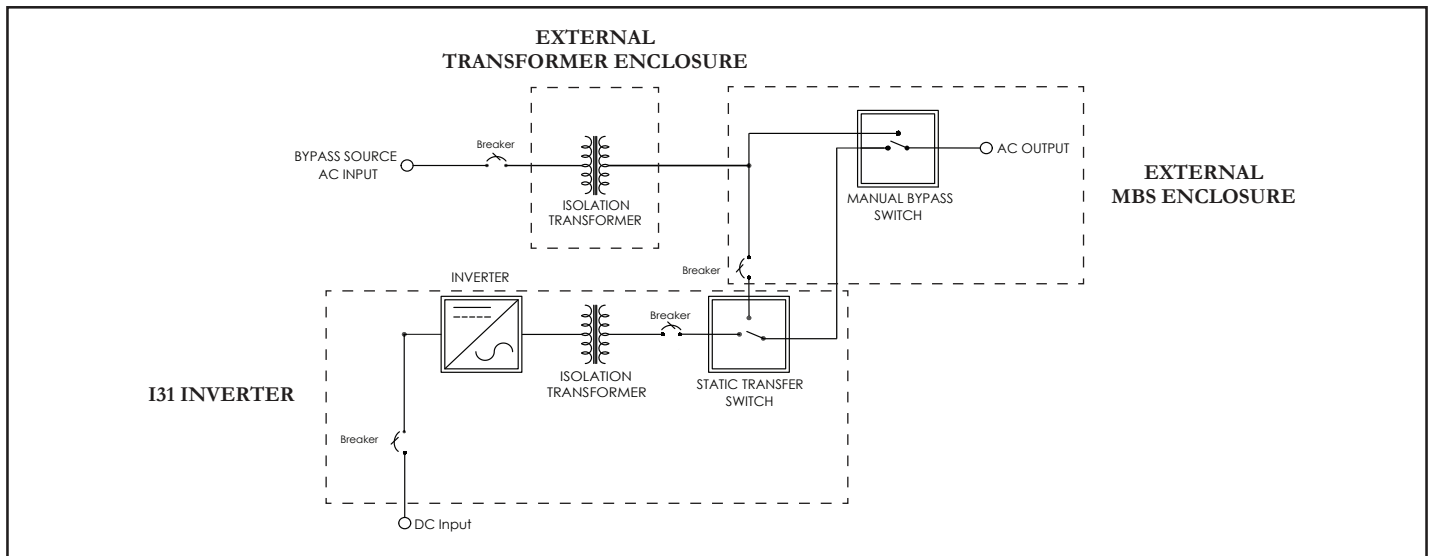 EXTERNAL
TRANSFORMER ENCLOSURE
Breaker
BYPASS SOURCE
AC INPUT
ISOLATION
TRANSFORMER
AC OUTPUT
MANUAL BYPASS
SWITCH
EXTERNAL
MBS ENCLOSURE
Breaker
INVERTER
Breaker
ISOLATION
TRANSFORMER
STATIC TRANSFER
SWITCH
I31 INVERTER
Breaker
DC Input